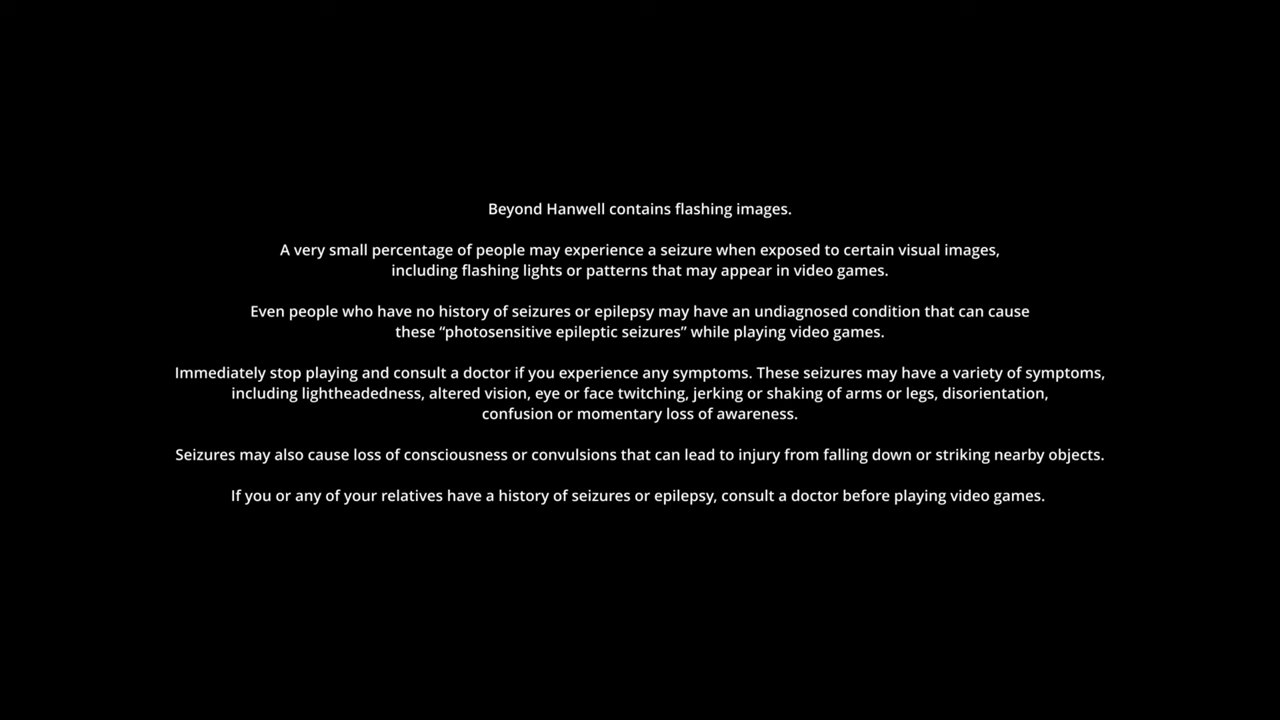 Beyond Hanwell contains flashing images.
A very small percentage of people may experience a seizure when exposed to certain visual images,
including flashing lights or patterns that may appear in video games.
Even people who have no history of seizures or epilepsy may have an undiagnosed condition that can cause
these “photosensitive epileptic seizures” while playing video games.
Immediately stop playing and consult a doctor if you experience any symptoms. These seizures may have a variety of symptoms,
including lightheadedness, altered vision, eye or face twitching, jerking or shaking of arms or legs, disorientation,
confusion or momentary loss of awareness.
Seizures may also cause loss of consciousness or convulsions that can lead to injury from falling down or striking nearby objects.
If you or any of your relatives have a history of seizures or epilepsy, consult a doctor before playing video games.